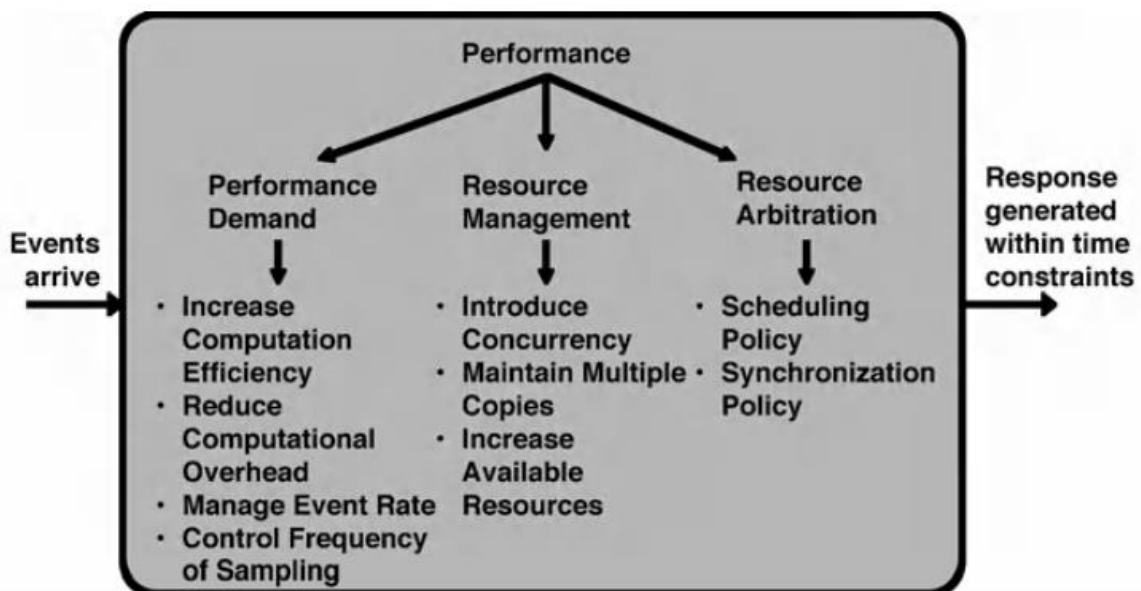 Performance
Performance
Demand
Resource
Management
Resource
Arbitration
Events
arrive
· Increase
Computation
Efficiency
· Reduce
Computational
Overhead
· Manage Event Rate
· Control Frequency
of Sampling
· Introduce
Concurrency
· Maintain Multiple
Copies
· Increase
Available
Resources
· Scheduling
Policy
· Synchronization
Policy
Response
generated
within time
constraints